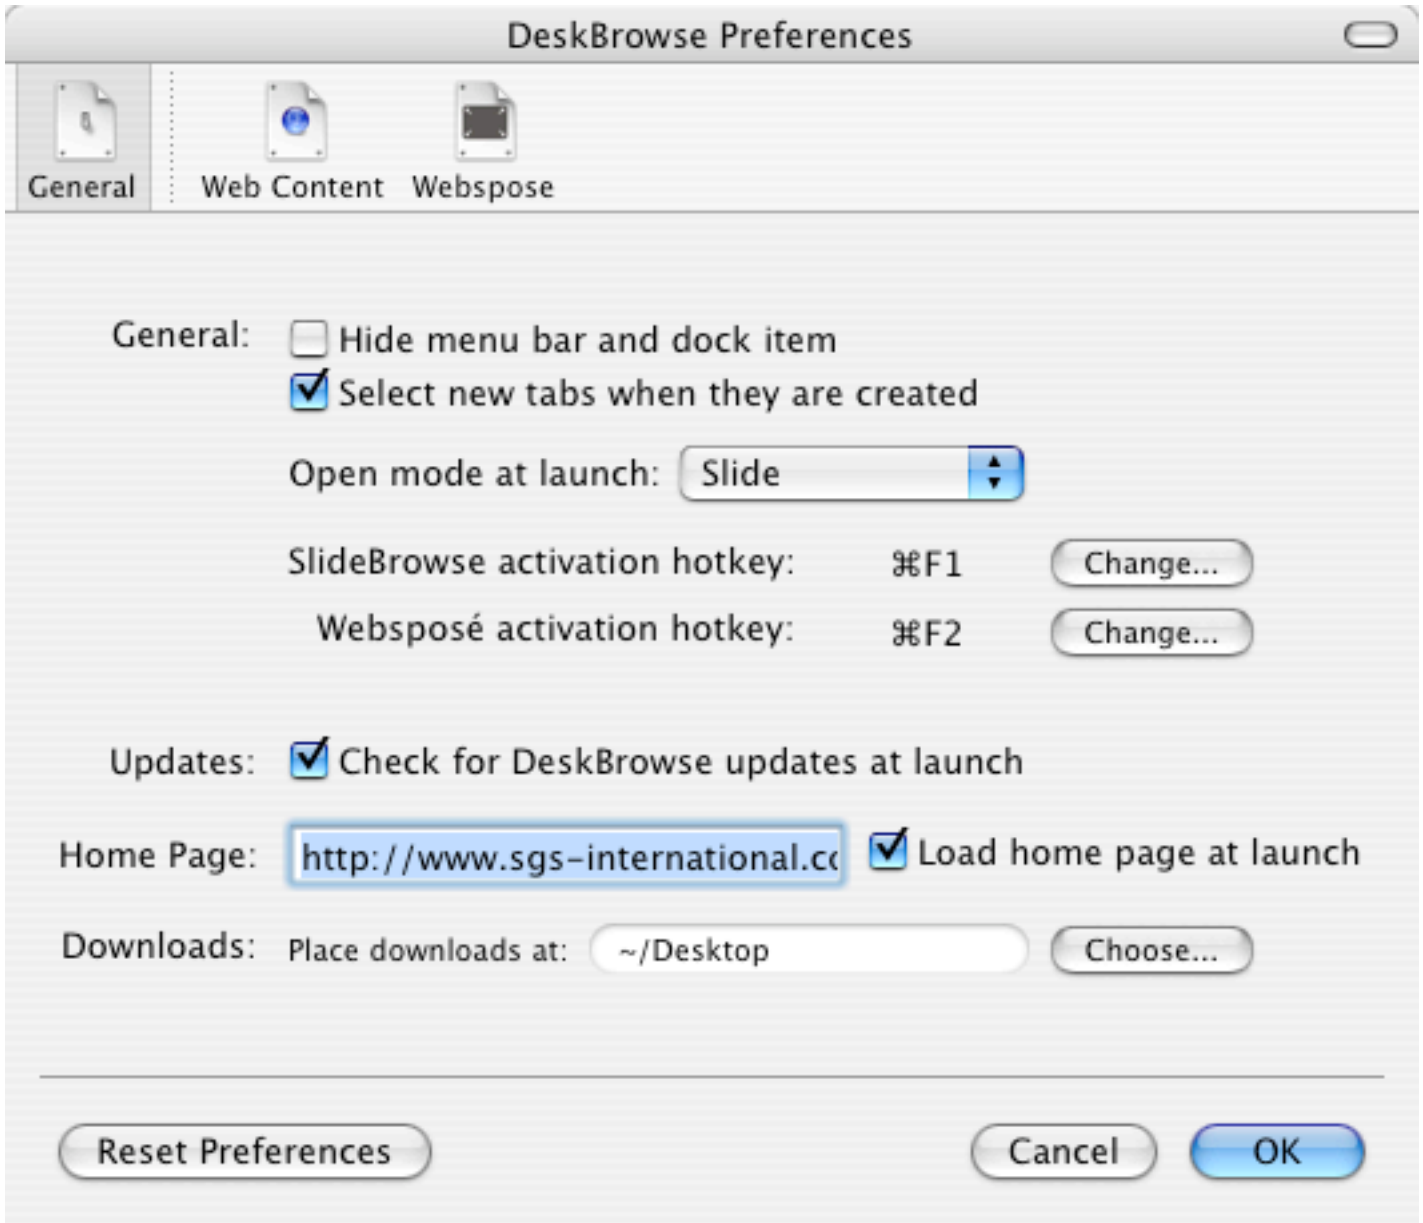 DeskBrowse Preferences
General
Web Content
Webspose
General:
Hide menu bar and dock item
Select new tabs when they are created
Open mode at launch: Slide
SlideBrowse activation hotkey: ⌘F1 Change...
Websposé activation hotkey: ⌘F2 Change...
Updates: Check for DeskBrowse updates at launch
Home Page: http://www.sgs-international.co Load home page at launch
Downloads: Place downloads at: ~/Desktop Choose...
Reset Preferences Cancel OK